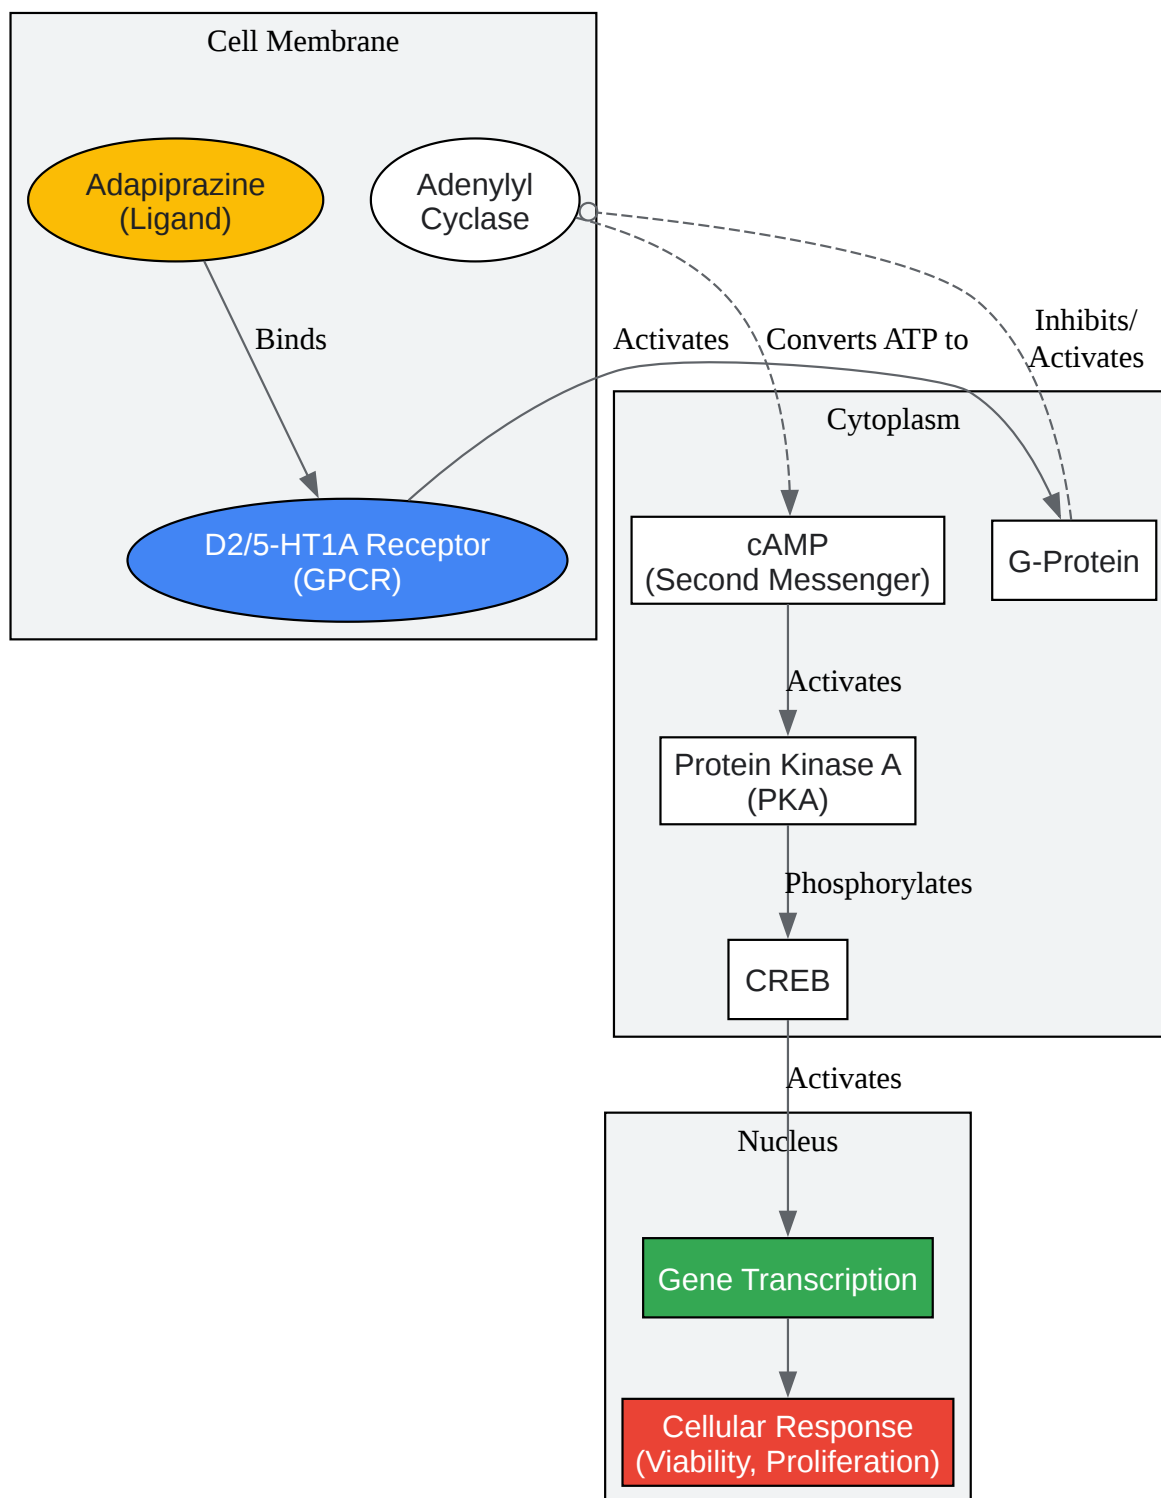 Cell Membrane
Adapiprazine
(Ligand)
Adenylyl
Cyclase
Binds
Activates
Converts ATP to
Inhibits/
Activates
Cytoplasm
D2/5-HT1A Receptor
(GPCR)
cAMP
(Second Messenger)
G-Protein
Activates
Protein Kinase A
(PKA)
Phosphorylates
CREB
Activates
Nucleus
Gene Transcription
Cellular Response
(Viability, Proliferation)